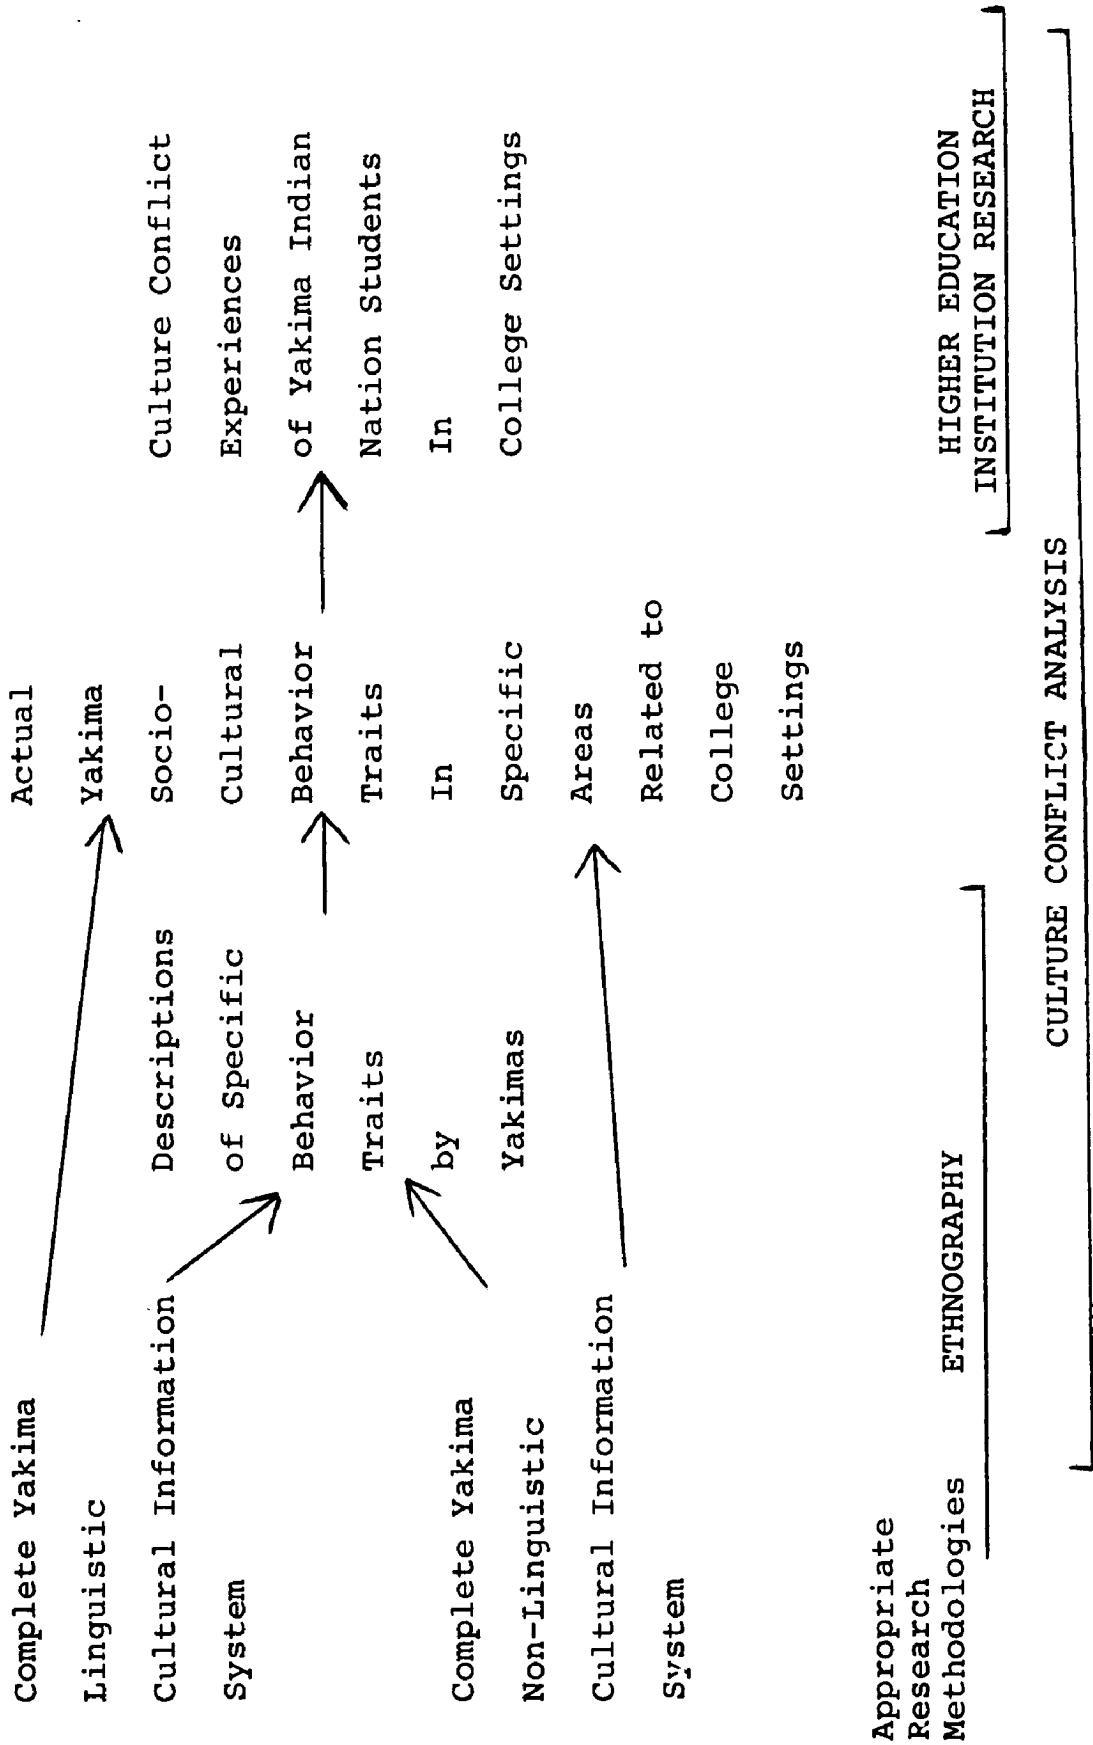 Complete Yakima
Linguistic
Cultural Information
System
Complete Yakima
Non-Linguistic
Cultural Information
System
Descriptions
of Specific
Behavior
Traits
by
Yakimas
Actual
Yakima
Socio-
Cultural
Behavior
Traits
In
Specific
Areas
Related to
College
Settings
Culture Conflict
Experiences
of Yakima Indian
Nation Students
In
College Settings
Appropriate
Research
Methodologies
ETHNOGRAPHY
HIGHER EDUCATION
INSTITUTION RESEARCH
CULTURE CONFLICT ANALYSIS